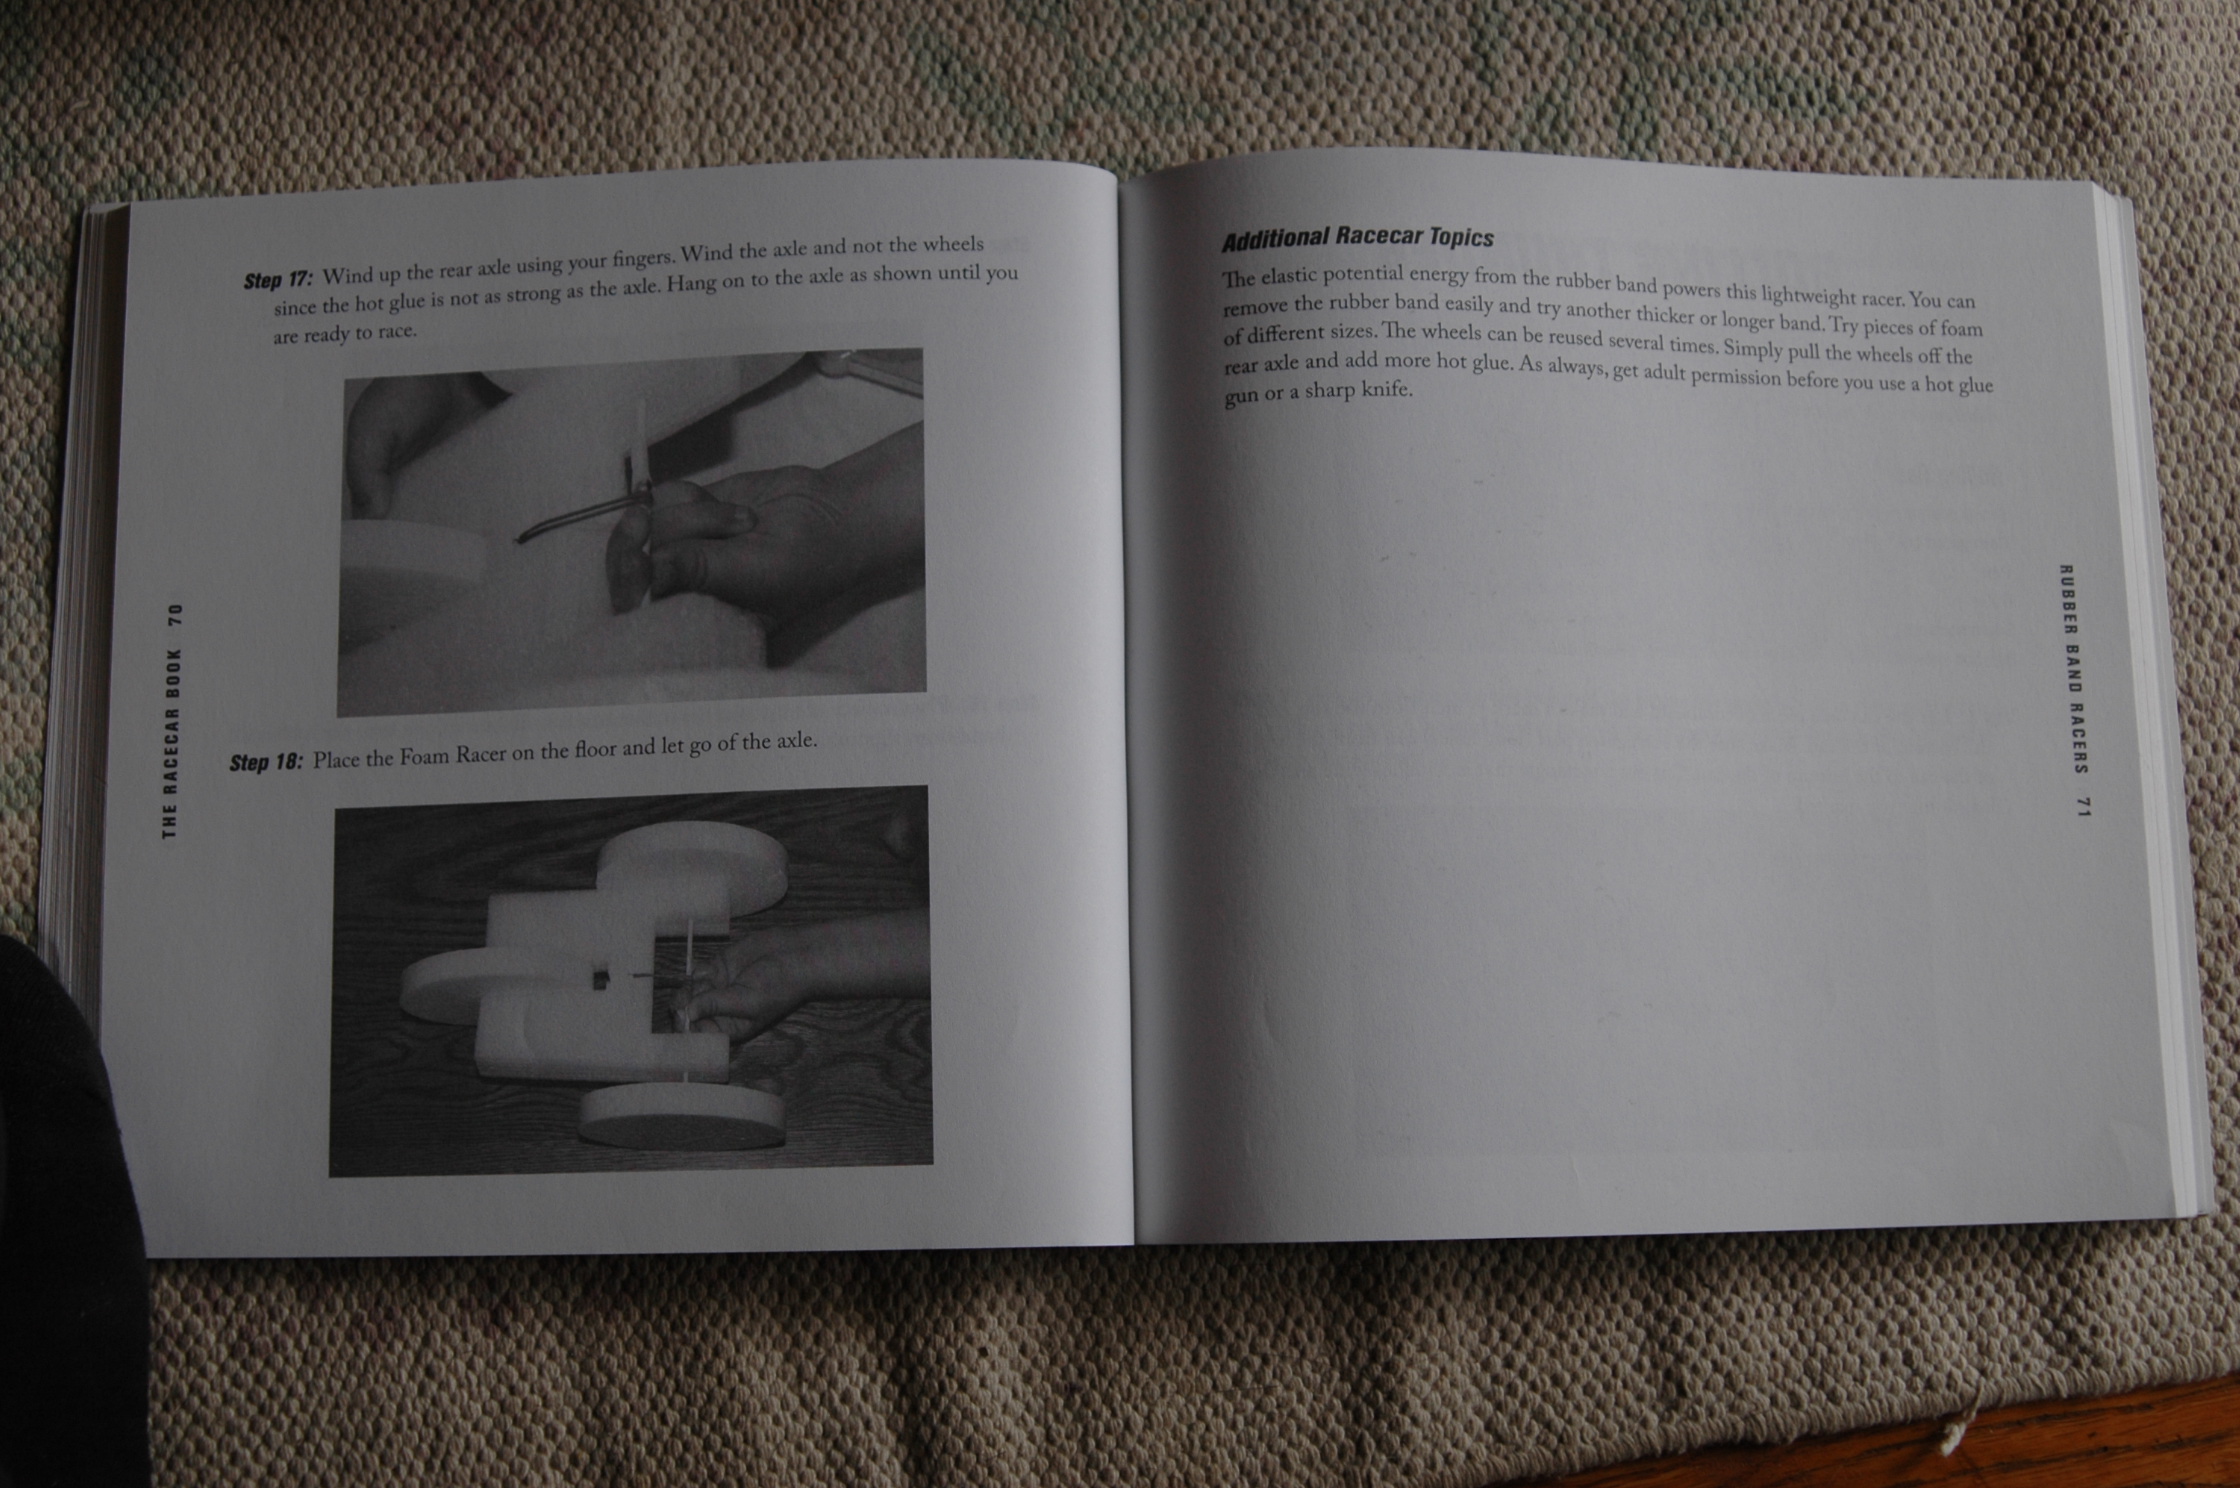 Step 17: Wind up the rear axle using your fingers. Wind the axle and not the wheels
since the hot glue is not as strong as the axle. Hang on to the axle as shown until you
are ready to race.
Step 18: Place the Foam Racer on the floor and let go of the axle.
THE RACECAR BOOK 70
Additional Racecar Topics
The elastic potential energy from the rubber band powers this lightweight racer. You can
remove the rubber band easily and try another thicker or longer band. Try pieces of foam
of different sizes. The wheels can be reused several times. Simply pull the wheels off the
rear axle and add more hot glue. As always, get adult permission before you use a hot glue
gun or a sharp knife.
RUBBER BAND RACERS 71